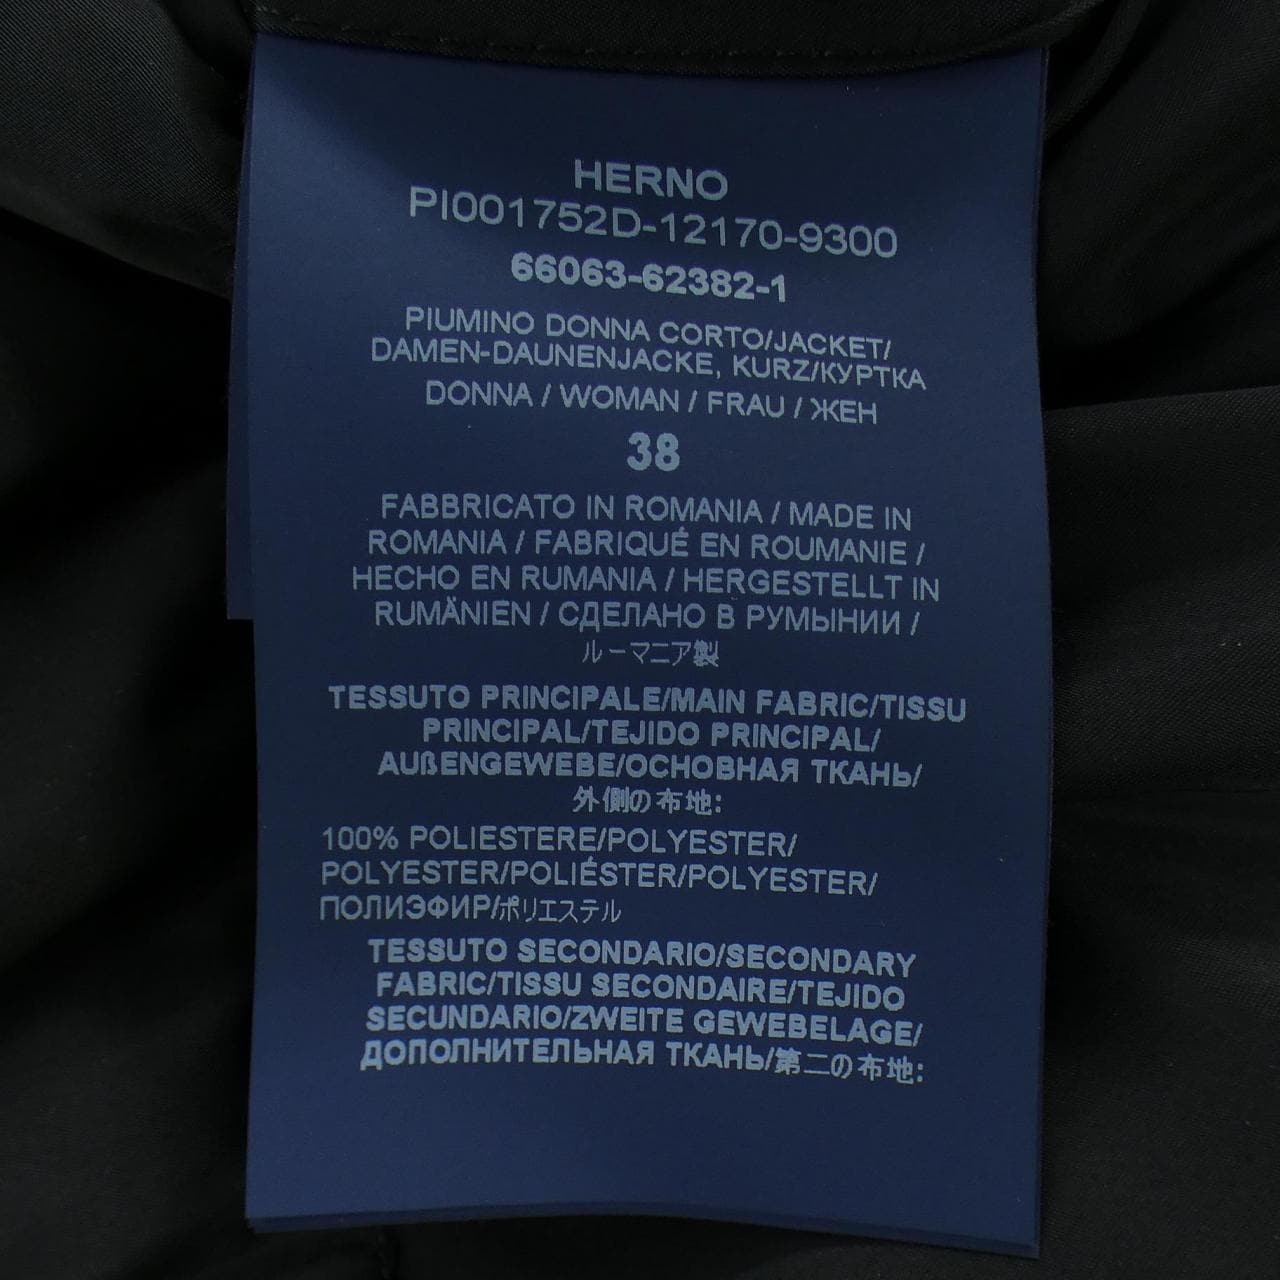 HERNO
PI001752D-12170-9300
66063-62382-1
PIUMINO DONNA CORTO/JACKET/
DAMEN-DAUNENJACKE, KURZ/КУРТКА
DONNA / WOMAN / FRAU / ЖЕН
38
FABBRICATO IN ROMANIA / MADE IN
ROMANIA / FABRIQUÉ EN ROUMANIE /
HECHO EN RUMANIA / HERGESTELLT IN
RUMÄNIEN / СДЕЛАНО В РУМЫНИИ /
ルーマニア製
TESSUTO PRINCIPALE/MAIN FABRIC/TISSU
PRINCIPAL/TEJIDO PRINCIPAL/
AUßENGEWEBE/ОСНОВНАЯ ТКАНЬ/
外側の布地:
100% POLIESTERE/POLYESTER/
POLYESTER/POLIÉSTER/POLYESTER/
ПОЛИЭФИР/ポリエステル
TESSUTO SECONDARIO/SECONDARY
FABRIC/TISSU SECONDAIRE/TEJIDO
SECUNDARIO/ZWEITE GEWEBELAGE/
ДОПОЛНИТЕЛЬНАЯ ТКАНЬ/第二の布地: